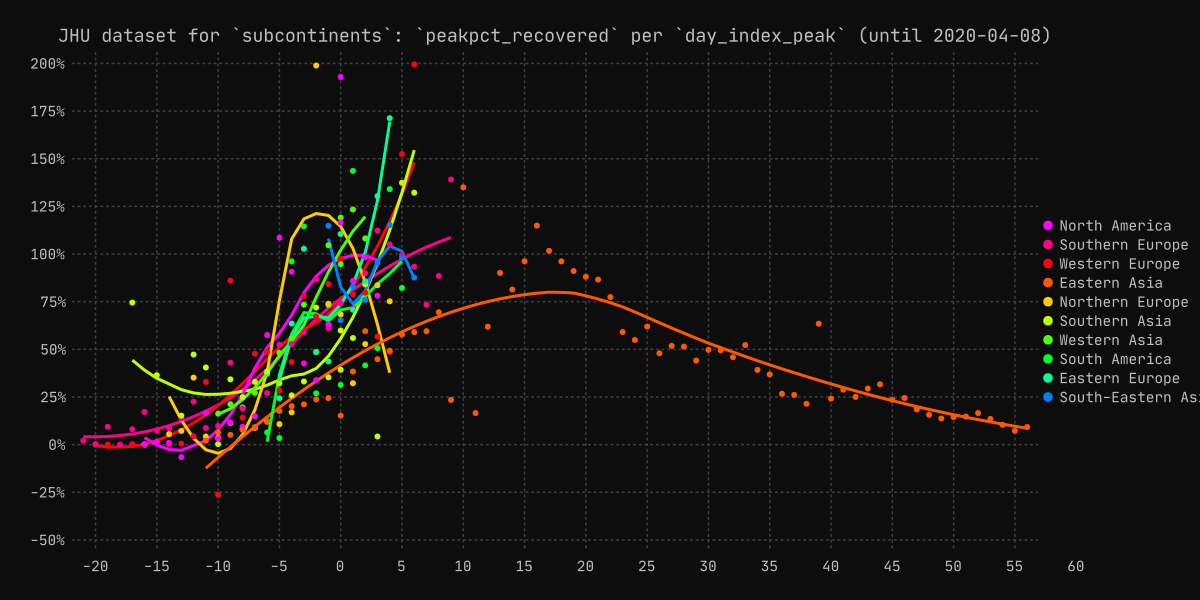 JHU dataset for `subcontinents`: `peakpct_recovered` per `day_index_peak` (until 2020-04-08)
200%
175%
150%
125%
100%
75%
50%
25%
0%
-25%
-50%
-20 -15 -10 -5 0 5 10 15 20 25 30 35 40 45 50 55 60
North America
Southern Europe
Western Europe
Eastern Asia
Northern Europe
Southern Asia
Western Asia
South America
Eastern Europe
South-Eastern Asi